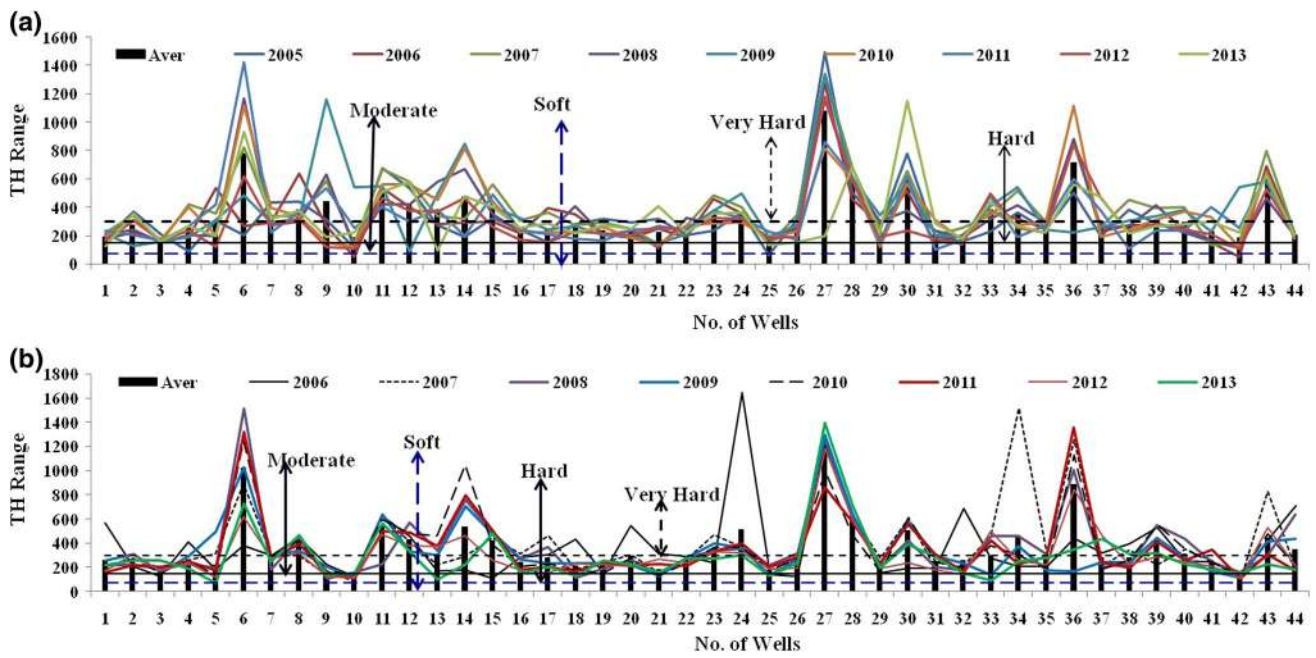 (a)
1600
Aver 2005 2006 2007 2008 2009 2010 2011 2012 2013
1400
1200
Moderate
Soft
1000
Very Hard
Hard
800
600
400
200
0
TH Range
1 2 3 4 5 6 7 8 9 10 11 12 13 14 15 16 17 18 19 20 21 22 23 24 25 26 27 28 29 30 31 32 33 34 35 36 37 38 39 40 41 42 43 44
No. of Wells
(b)
1800
Aver 2006 2007 2008 2009 2010 2011 2012 2013
1600
1400
1200
Moderate
Soft
1000
Hard
800
Very Hard
600
400
200
0
TH Range
1 2 3 4 5 6 7 8 9 10 11 12 13 14 15 16 17 18 19 20 21 22 23 24 25 26 27 28 29 30 31 32 33 34 35 36 37 38 39 40 41 42 43 44
No. of Wells